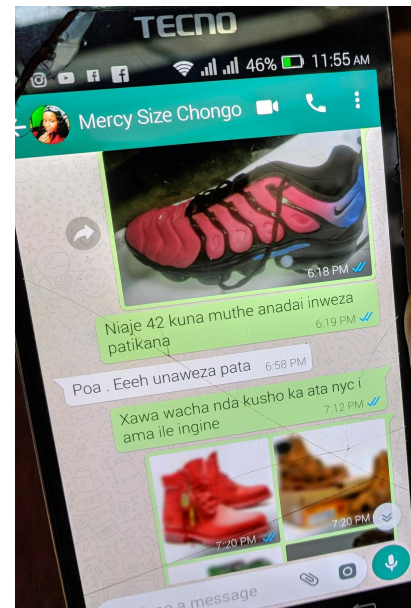 TECNO
46% 11:55 AM
Mercy Size Chongo
6:18 PM
Niaje 42 kuna muthe anadai inweza
patikana
6:19 PM
Poa . Eeeh unaweza pata 6:58 PM
Xawa wacha nda kusho ka ata nyc i
ama ile ingine
7:12 PM
7:20 PM
7:20 PM
a message